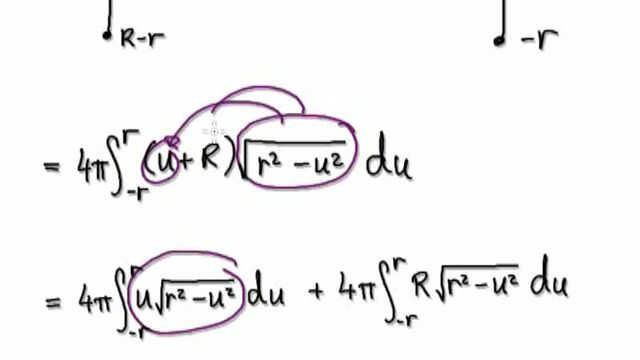 R-r -r
= 4π∫_{-r}^{r} (u + R)√(r² - u²) du
= 4π∫_{-r}^{r} u√(r² - u²) du + 4π∫_{-r}^{r} R√(r² - u²) du